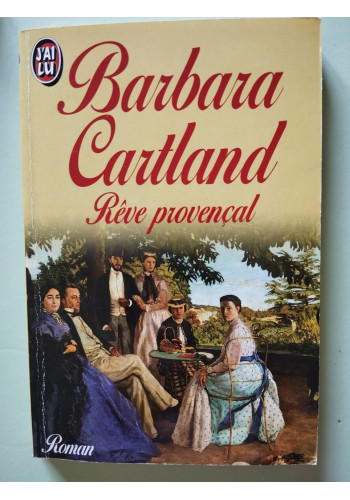 J'AI
LU
Barbara
Cartland
Rêve provençal
Roman